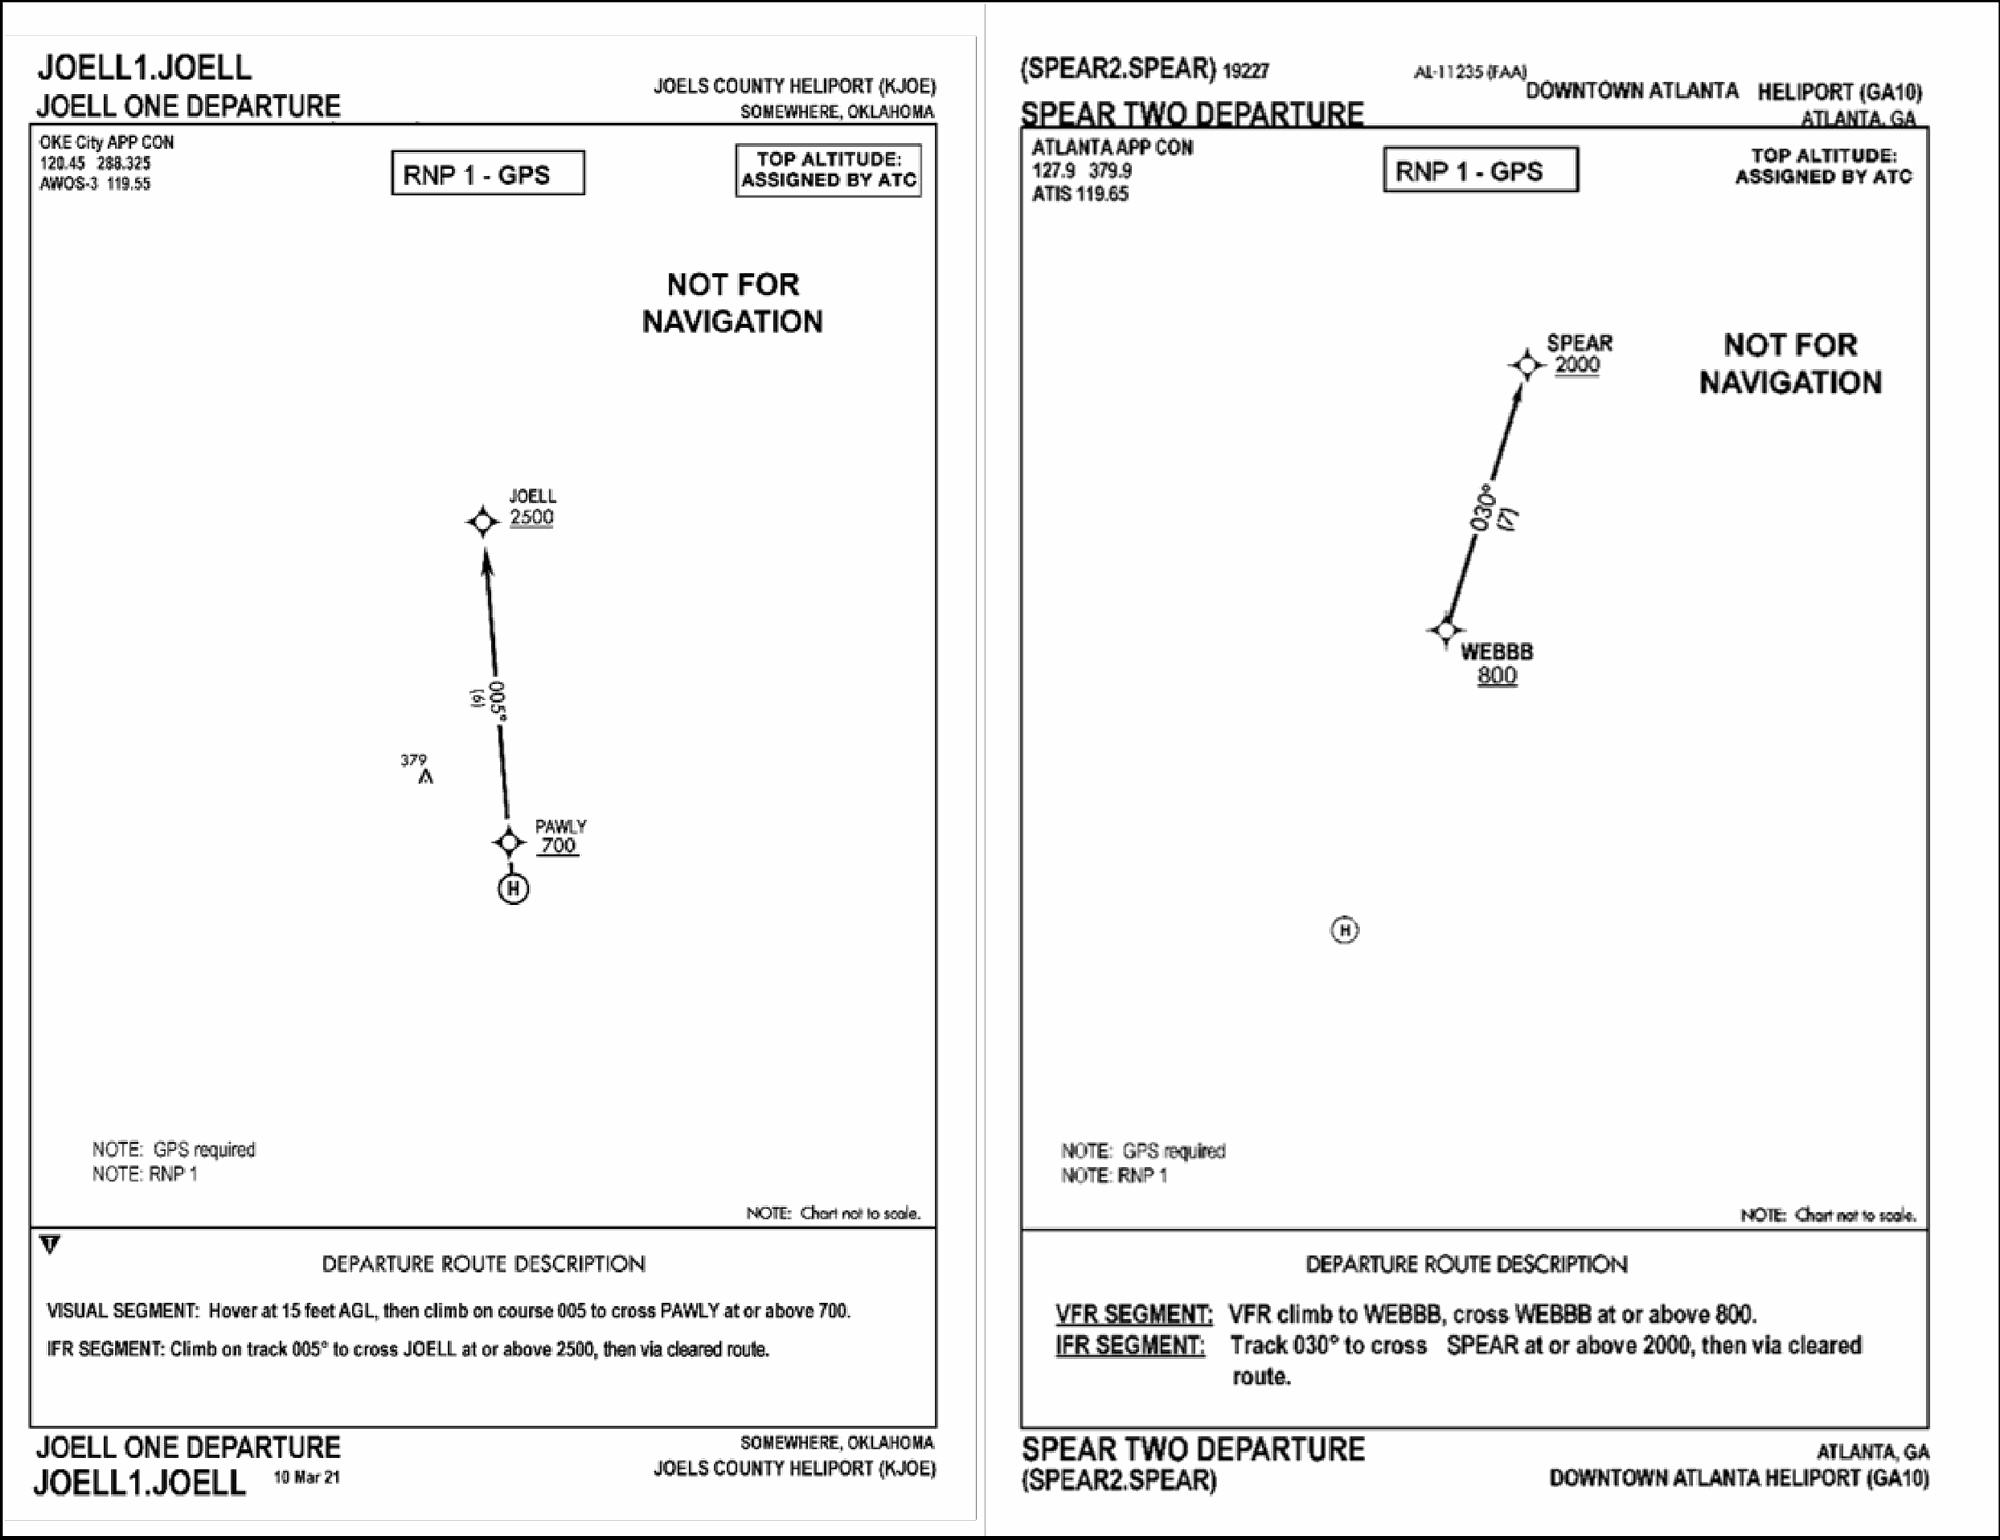 JOELL1.JOELL
JOELL ONE DEPARTURE
JOELS COUNTY HELIPORT (KJOE)
SOMEWHERE, OKLAHOMA
OKE City APP CON
120.45 288.325
AWOS-3 119.55
RNP 1 - GPS
TOP ALTITUDE:
ASSIGNED BY ATC
NOT FOR
NAVIGATION
JOELL
2500
005°
(6)
379
PAWLY
700
H
NOTE: GPS required
NOTE: RNP 1
NOTE: Chart not to scale.
T
DEPARTURE ROUTE DESCRIPTION
VISUAL SEGMENT: Hover at 15 feet AGL, then climb on course 005 to cross PAWLY at or above 700.
IFR SEGMENT: Climb on track 005° to cross JOELL at or above 2500, then via cleared route.
JOELL ONE DEPARTURE
JOELL1.JOELL 10 Mar 21
SOMEWHERE, OKLAHOMA
JOELS COUNTY HELIPORT (KJOE)
(SPEAR2.SPEAR) 19227
AL-11235 (FAA)
DOWNTOWN ATLANTA HELIPORT (GA10)
SPEAR TWO DEPARTURE
ATLANTA, GA
ATLANTA APP CON
127.9 379.9
ATIS 119.65
RNP 1 - GPS
TOP ALTITUDE:
ASSIGNED BY ATC
SPEAR
2000
NOT FOR
NAVIGATION
030°
(7)
WEBBB
800
H
NOTE: GPS required
NOTE: RNP 1
NOTE: Chart not to scale.
DEPARTURE ROUTE DESCRIPTION
VFR SEGMENT: VFR climb to WEBBB, cross WEBBB at or above 800.
IFR SEGMENT: Track 030° to cross SPEAR at or above 2000, then via cleared
route.
SPEAR TWO DEPARTURE
(SPEAR2.SPEAR)
ATLANTA, GA
DOWNTOWN ATLANTA HELIPORT (GA10)